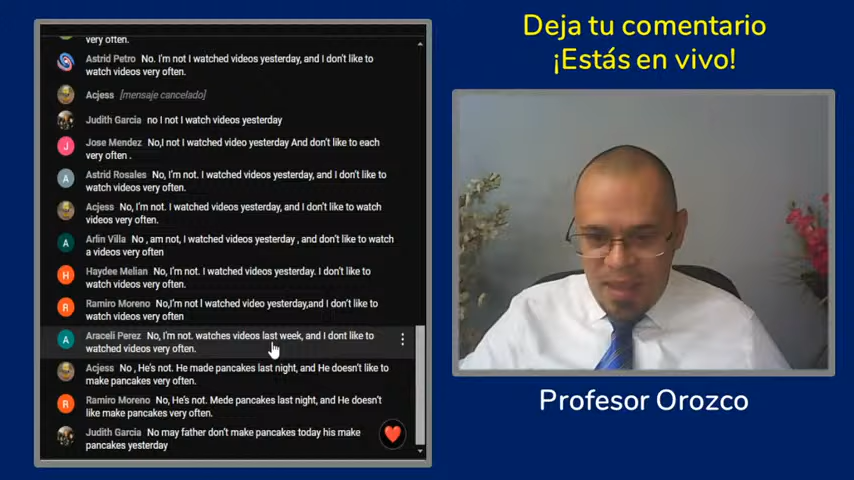 Deja tu comentario
¡Estás en vivo!
very often.
Astrid Petro No. I'm not I watched videos yesterday, and I don't like to
watch videos very often.
Acjess [mensaje cancelado]
Judith Garcia no I not I watch videos yesterday
J
Jose Mendez No,I not I watched video yesterday And don't like to each
very often .
A
Astrid Rosales No, I'm not. I watched videos yesterday, and I don't like to
watch videos very often.
Acjess No, I'm not. I watched videos yesterday, and I don't like to watch
videos very often.
A
Arlin Villa No , am not, I watched videos yesterday , and don't like to watch
a videos very often
H
Haydee Melian No, I'm not. I watched videos yesterday. I don't like to
watch videos very often.
R
Ramiro Moreno No,I'm not I watched video yesterday,and I don't like to
watch videos very often
A
Araceli Perez No, I,m not. watches videos last week, and I dont like to
watched videos very often.
Acjess No , He's not. He made pancakes last night, and He doesn't like to
make pancakes very often.
R
Ramiro Moreno No, He's not. Mede pancakes last night, and He doesn't
like make pancakes very often.
Judith Garcia No may father don't make pancakes today his make
pancakes yesterday
Profesor Orozco